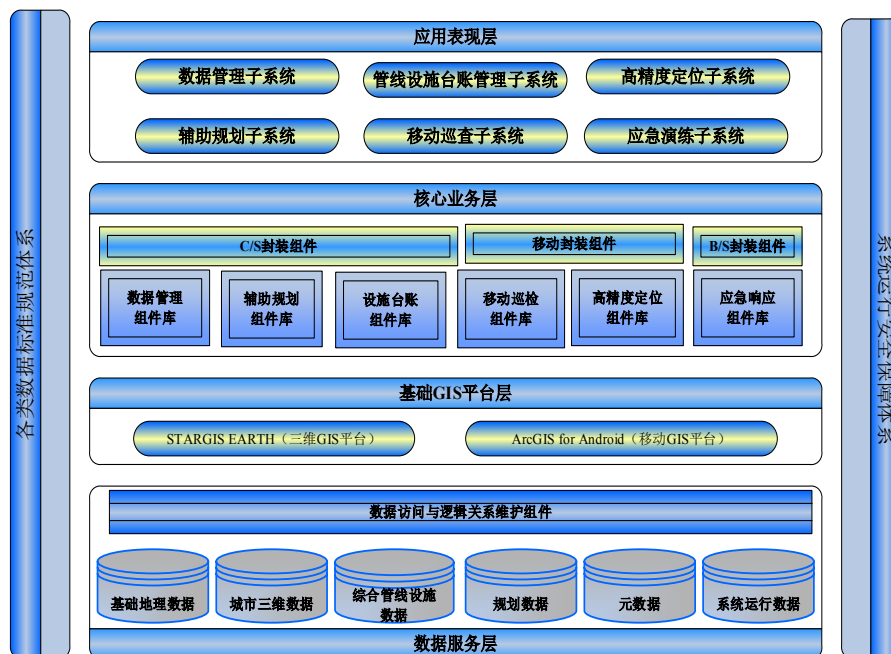 应用表现层
数据管理子系统
管线设施台账管理子系统
高精度定位子系统
辅助规划子系统
移动巡查子系统
应急演练子系统
核心业务层
C/S封装组件
移动封装组件
B/S封装组件
数据管理
组件库
辅助规划
组件库
设施台账
组件库
移动巡检
组件库
高精度定位
组件库
应急响应
组件库
基础GIS平台层
STARGIS EARTH（三维GIS平台）
ArcGIS for Android（移动GIS平台）
数据访问与逻辑关系维护组件
基础地理数据
城市三维数据
综合管线设施
数据
规划数据
元数据
系统运行数据
数据服务层
各类数据标准规范体系
系统运行安全保障体系